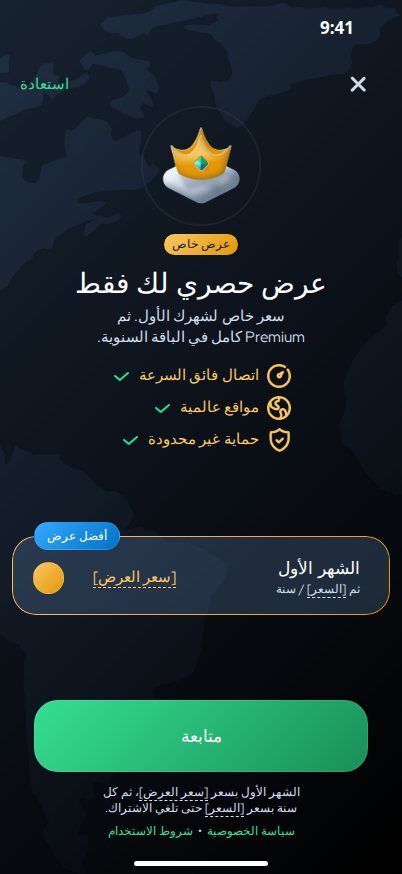 9:41
استعادة
عرض خاص
عرض حصري لك فقط
سعر خاص لشهرك الأول. ثم
Premium كامل في الباقة السنوية.
اتصال فائق السرعة
مواقع عالمية
حماية غير محدودة
أفضل عرض
الشهر الأول
ثم [السعر] / سنة
[سعر العرض]
متابعة
الشهر الأول بسعر [سعر العرض]، ثم كل
سنة بسعر [السعر] حتى تلغي الاشتراك.
سياسة الخصوصية • شروط الاستخدام